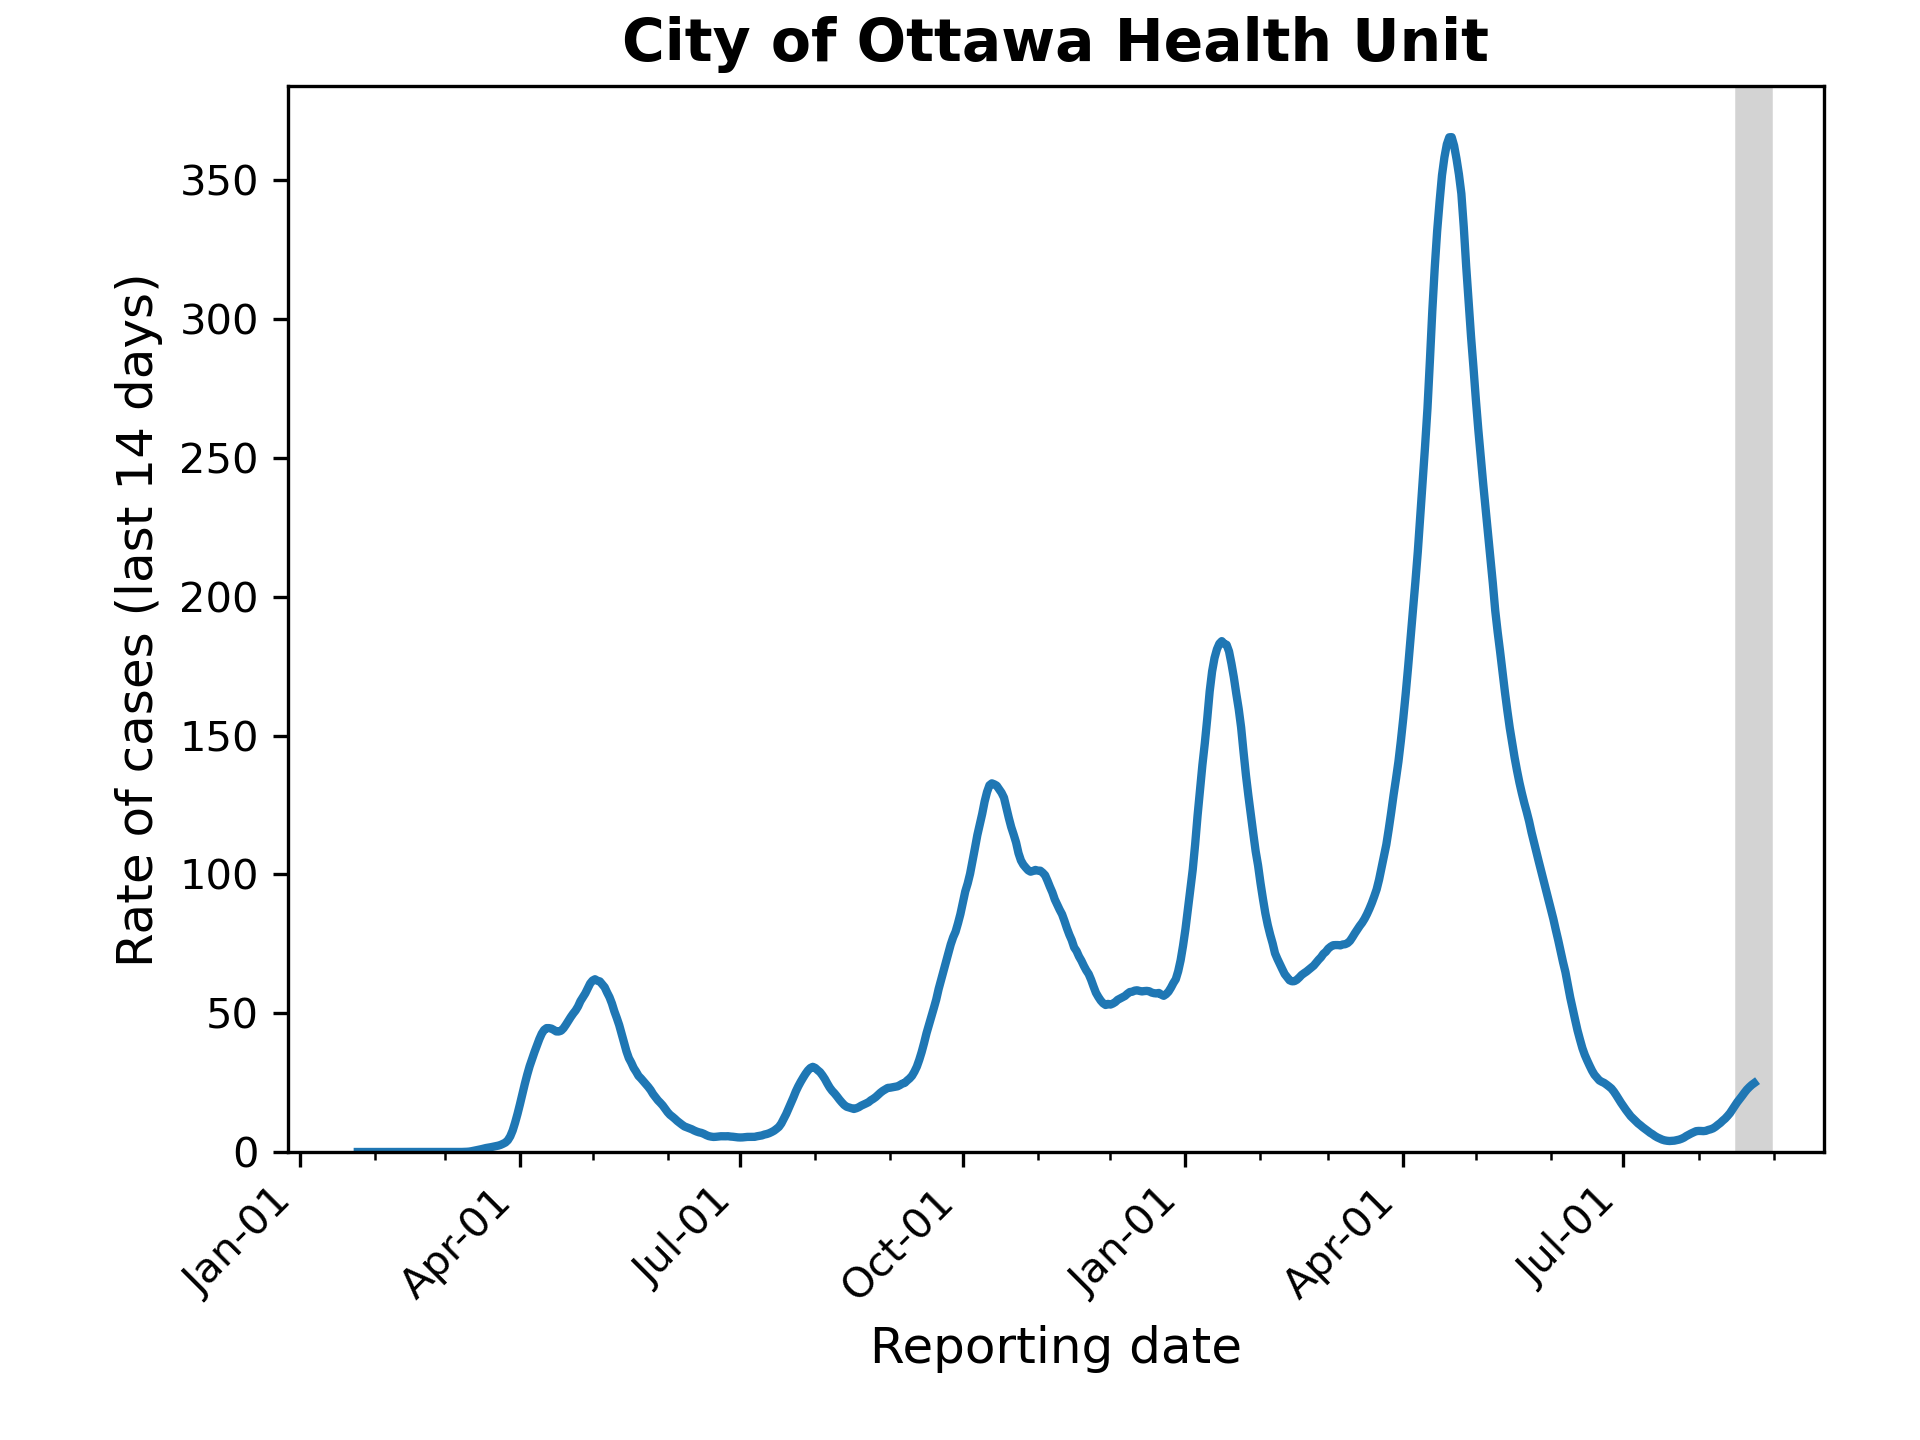 City of Ottawa Health Unit
Rate of cases (last 14 days)
350
300
250
200
150
100
50
0
Jan-01
Apr-01
Jul-01
Oct-01
Jan-01
Apr-01
Jul-01
Reporting date